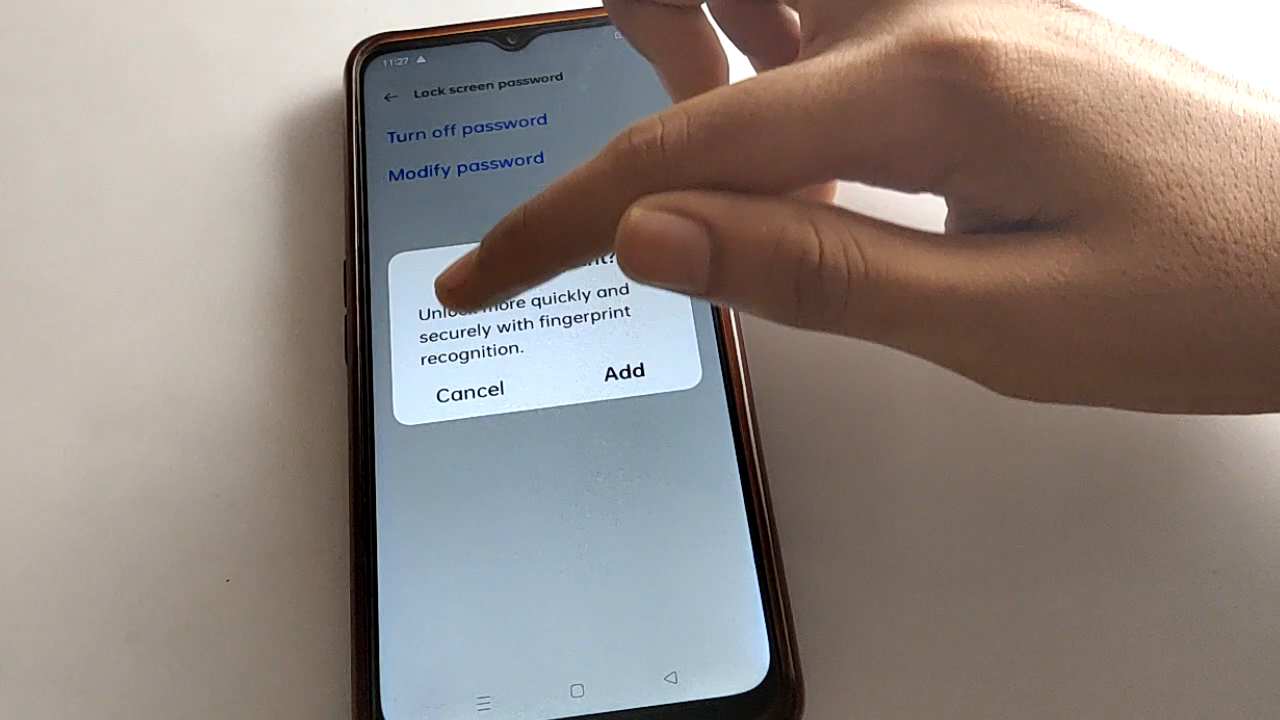 11:27
Lock screen password
Turn off password
Modify password
Unlock more quickly and
securely with fingerprint
recognition.
Cancel
Add